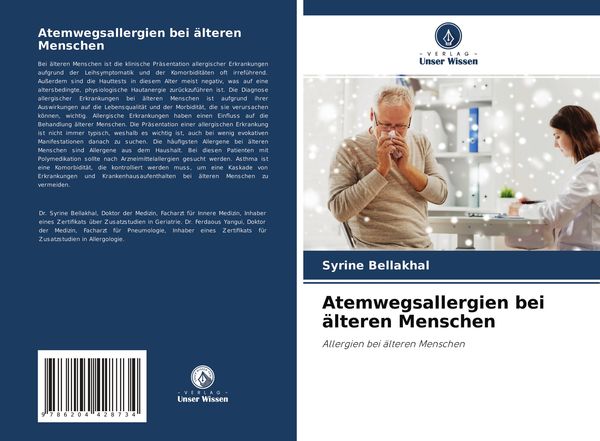 Atemwegsallergien bei älteren
Menschen
Bei älteren Menschen ist die klinische Präsentation allergischer Erkrankungen
aufgrund der Leihsymptomatik und der Komorbiditäten oft irreführend.
Außerdem sind die Hauttests in diesem Alter meist negativ, was auf eine
altersbedingte, physiologische Hautanergie zurückzuführen ist. Die Diagnose
allergischer Erkrankungen bei älteren Menschen ist aufgrund ihrer
Auswirkungen auf die Lebensqualität und der Morbidität, die sie verursachen
können, wichtig. Allergische Erkrankungen haben einen Einfluss auf die
Behandlung älterer Menschen. Die Präsentation einer allergischen Erkrankung
ist nicht immer typisch, weshalb es wichtig ist, auch bei wenig evokativen
Manifestationen danach zu suchen. Die häufigsten Allergene bei älteren
Menschen sind Allergene aus dem Haushalt. Bei diesen Patienten mit
Polymedikation sollte nach Arzneimittelallergien gesucht werden. Asthma ist
eine Komorbidität, die kontrolliert werden muss, um eine Kaskade von
Erkrankungen und Krankenhausaufenthalten bei älteren Menschen zu
vermeiden.
Dr. Syrine Bellakhal, Doktor der Medizin, Facharzt für Innere Medizin, Inhaber
eines Zertifikats über Zusatzstudien in Geriatrie. Dr. Ferdaous Yangui, Doktor
der Medizin, Facharzt für Pneumologie, Inhaber eines Zertifikats für
Zusatzstudien in Allergologie.
9 786204 428734
VERLAG
Unser Wissen
VERLAG
Unser Wissen
Syrine Bellakhal
Atemwegsallergien bei
älteren Menschen
Allergien bei älteren Menschen